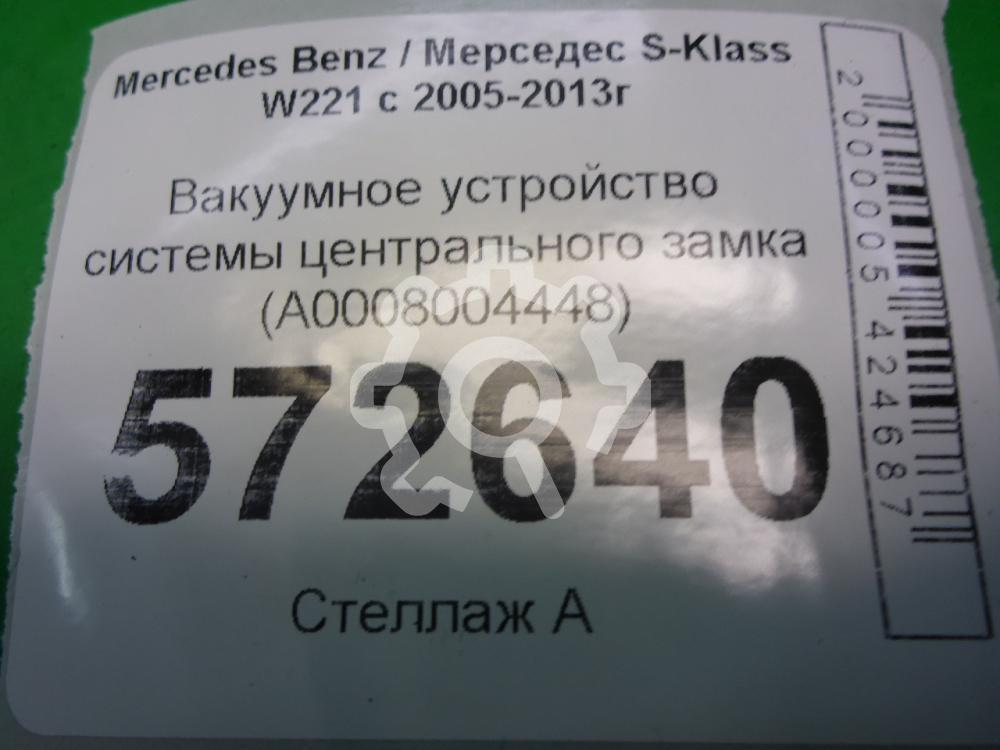 Mercedes Benz / Мерседес S-Klass
W221 с 2005-2013г
Вакуумное устройство
системы центрального замка
(A0008004448)
572640
Стеллаж А
2000005424687